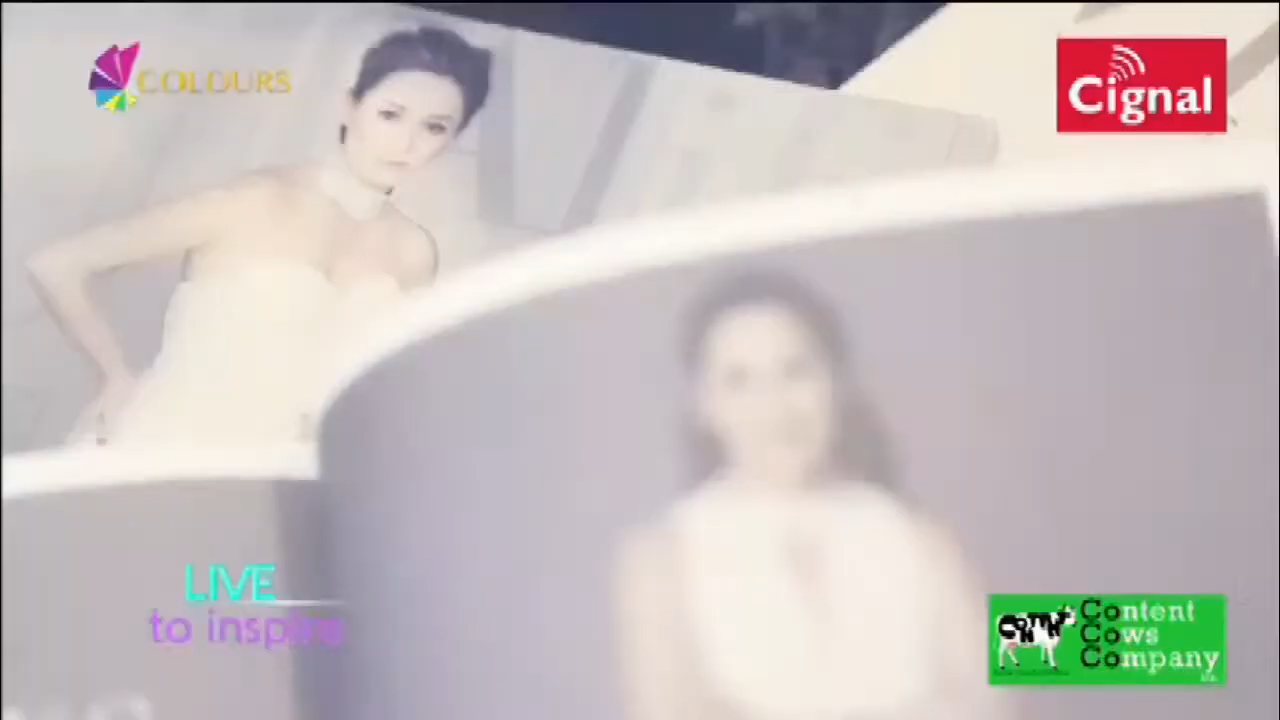 COLOURS
Cignal
LIVE
to inspire
Content
Cows
Company